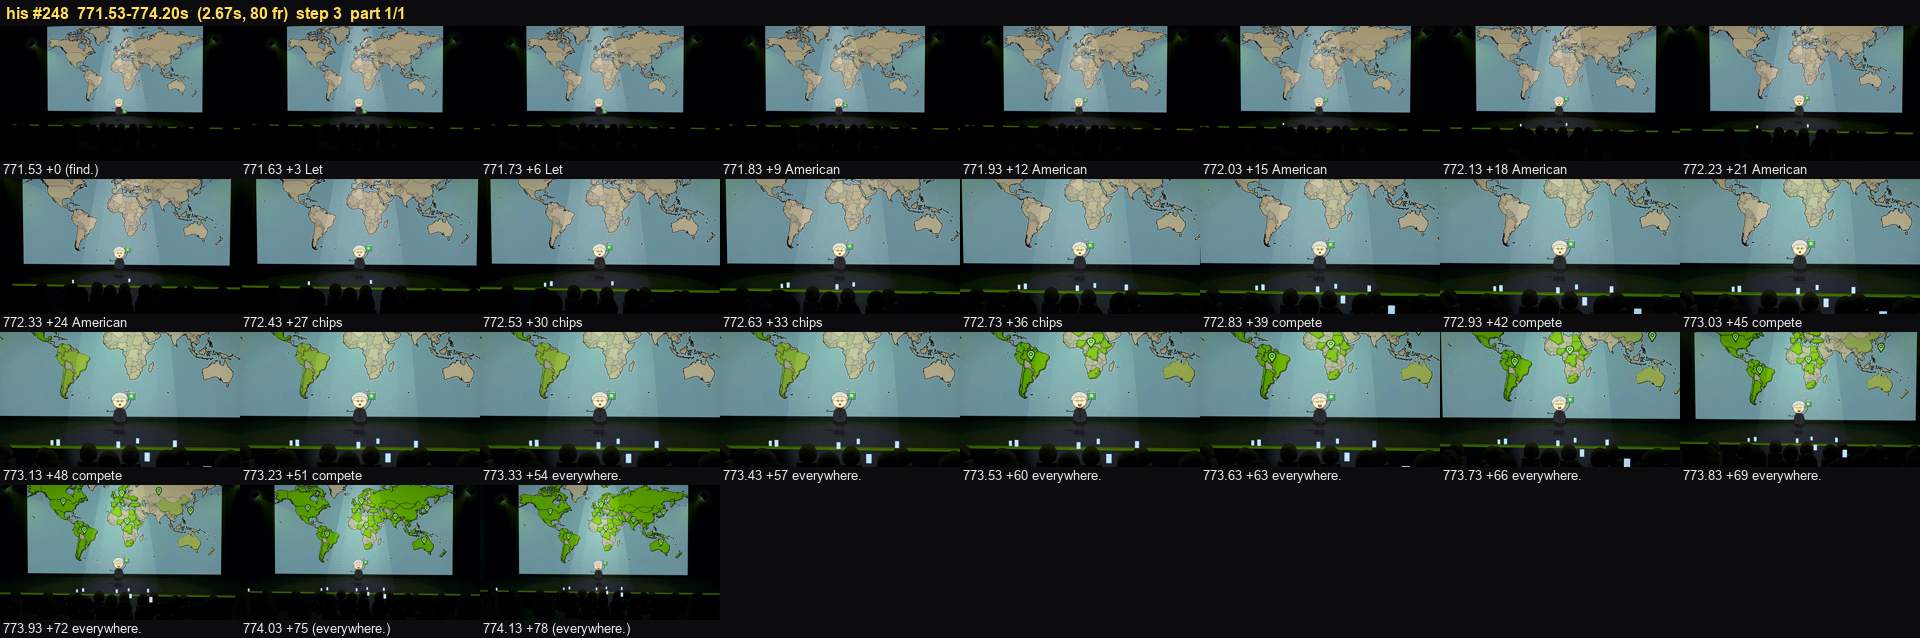 his #248 771.53-774.20s (2.67s, 80 fr) step 3 part 1/1
771.53 +0 (find.)
771.63 +3 Let
771.73 +6 Let
771.83 +9 American
771.93 +12 American
772.03 +15 American
772.13 +18 American
772.23 +21 American
772.33 +24 American
772.43 +27 chips
772.53 +30 chips
772.63 +33 chips
772.73 +36 chips
772.83 +39 compete
772.93 +42 compete
773.03 +45 compete
773.13 +48 compete
773.23 +51 compete
773.33 +54 everywhere.
773.43 +57 everywhere.
773.53 +60 everywhere.
773.63 +63 everywhere.
773.73 +66 everywhere.
773.83 +69 everywhere.
773.93 +72 everywhere.
774.03 +75 (everywhere.)
774.13 +78 (everywhere.)